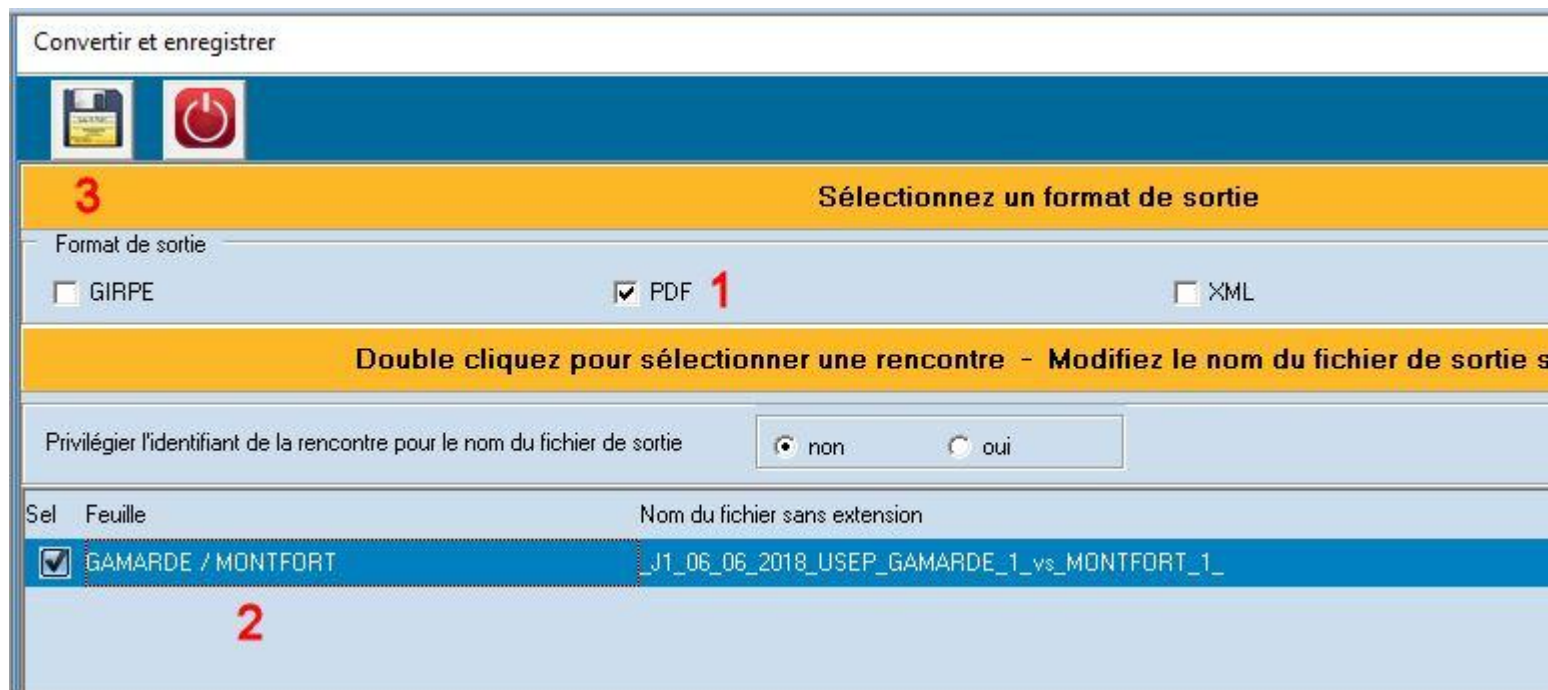 Convertir et enregistrer
3
Sélectionnez un format de sortie
Format de sortie
GIRPE PDF 1 XML
Double cliquez pour sélectionner une rencontre - Modifiez le nom du fichier de sortie s
Privilégier l'identifiant de la rencontre pour le nom du fichier de sortie non oui
Sel Feuille Nom du fichier sans extension
GAMARDE / MONTFORT _J1_06_06_2018_USEP_GAMARDE_1_vs_MONTFORT_1_
2